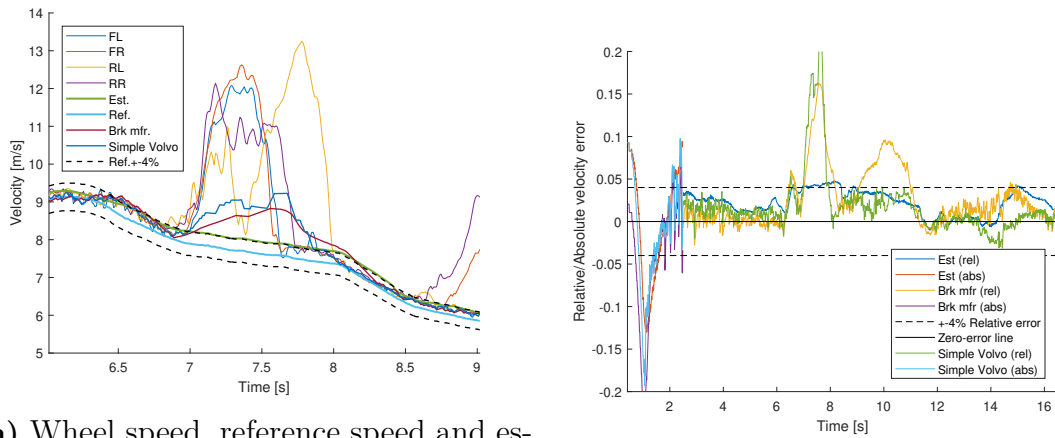 14
13
12
11
10
9
8
7
6
5
Velocity [m/s]
FL
FR
RL
RR
Est.
Ref.
Brk mfr.
Simple Volvo
Ref.+-4%
6.5
7
7.5
8
8.5
9
Time [s]
0.2
0.15
0.1
0.05
0
-0.05
-0.1
-0.15
-0.2
Relative/Absolute velocity error
Est (rel)
Est (abs)
Brk mfr (rel)
Brk mfr (abs)
+-4% Relative error
Zero-error line
Simple Volvo (rel)
Simple Volvo (abs)
2
4
6
8
10
12
14
16
Time [s]
) Wheel speed, reference speed and es-